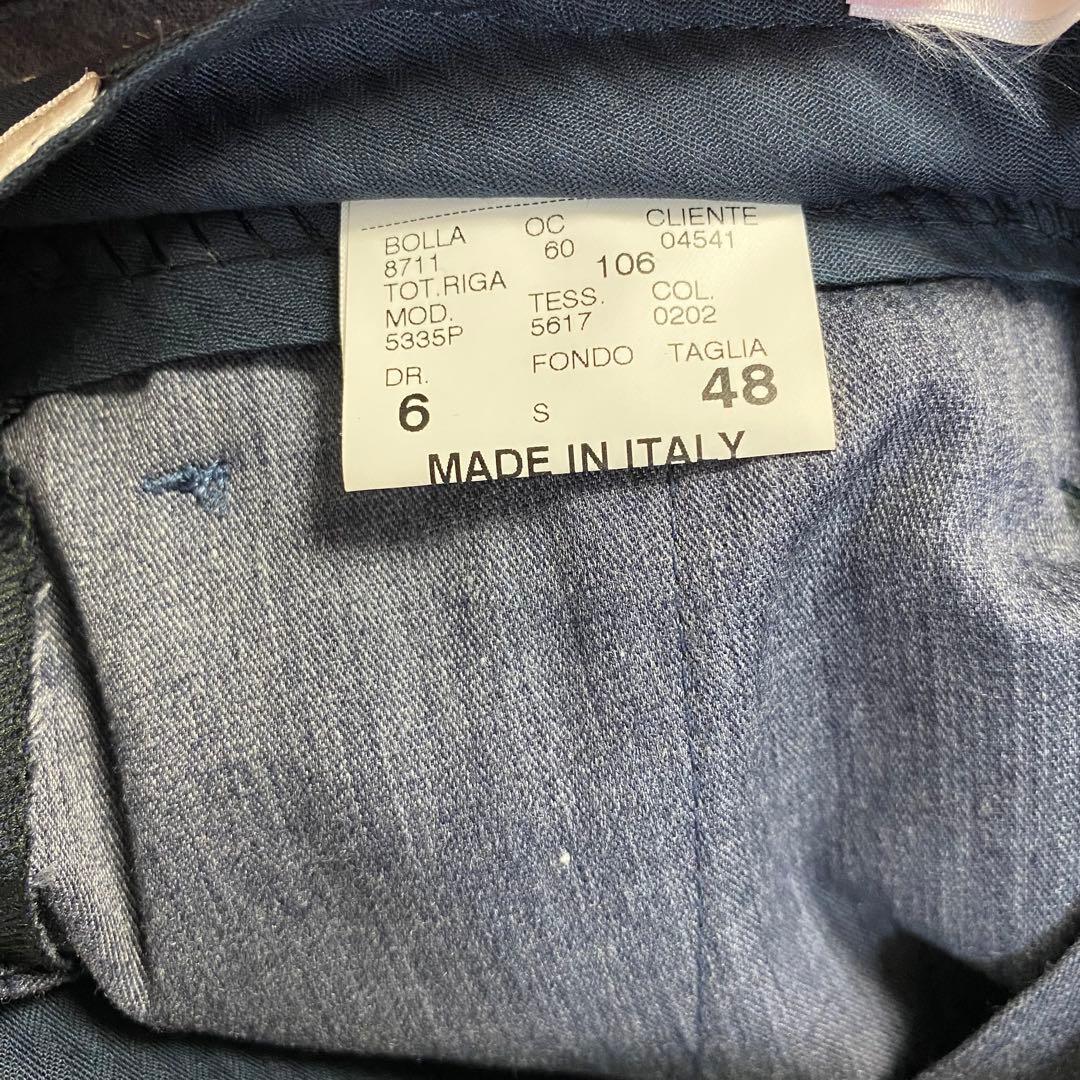 BOLLA OC CLIENTE
8711 60 04541
TOT.RIGA 106
MOD. TESS. COL.
5335P 5617 0202
DR. FONDO TAGLIA
6 S 48
MADE IN ITALY